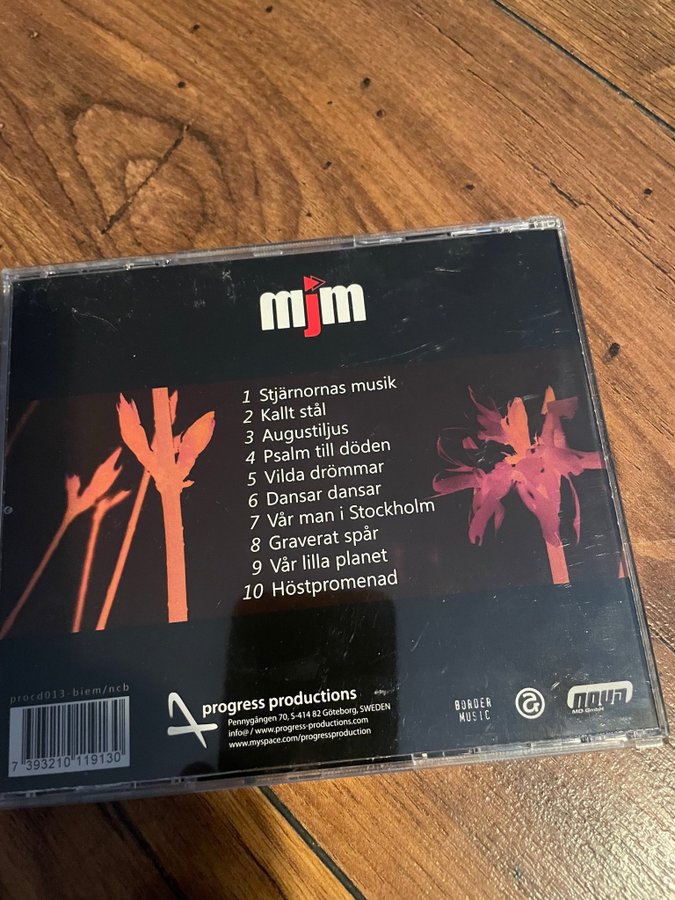 mjm
1 Stjärnornas musik
2 Kallt stål
3 Augustiljus
4 Psalm till döden
5 Vilda drömmar
6 Dansar dansar
7 Vår man i Stockholm
8 Graverat spår
9 Vår lilla planet
10 Höstpromenad
procd013-biem/ncb
7 393210 119130
progress productions
Pennygången 70, S-414 82 Göteborg, SWEDEN
info@ / www.progress-productions.com
www.myspace.com/progressproduction
BORDER
MUSIC
nova
MD GmbH